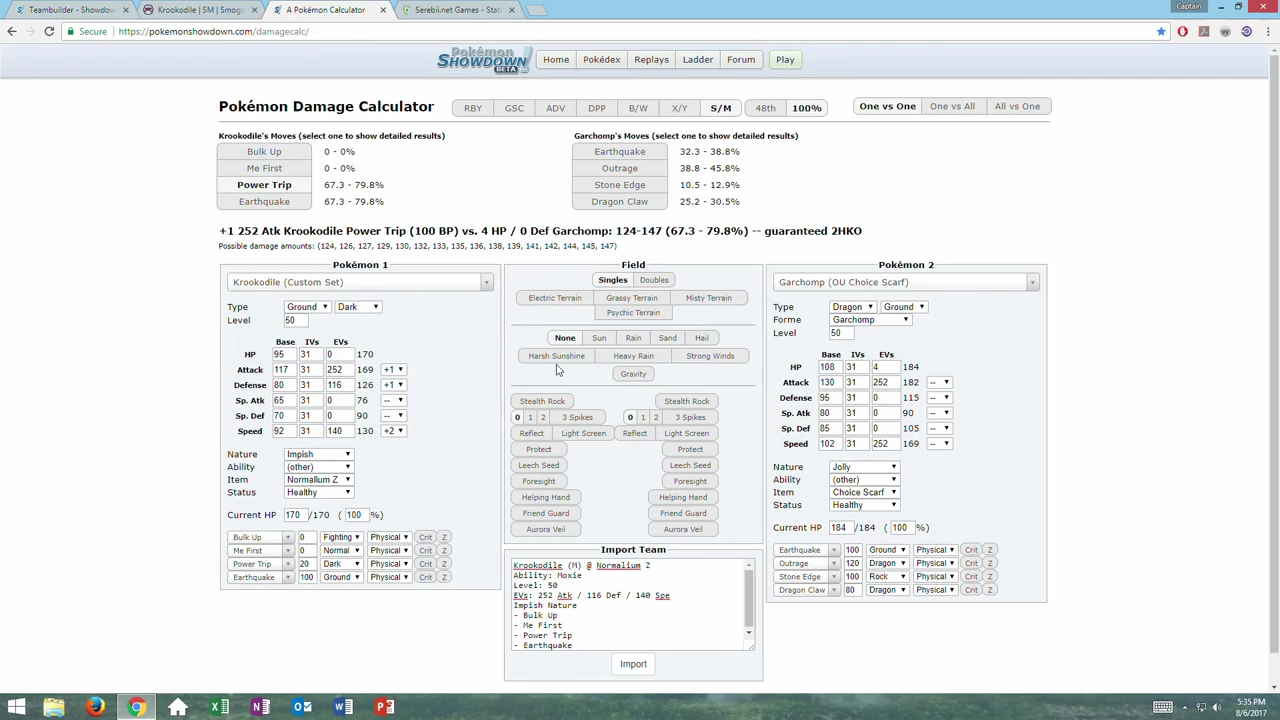 Teambuilder - Showdow
Krookodile | SM | Smogo
A Pokémon Calculator
Serebii.net Games - Stati
Captain
Secure https://pokemonshowdown.com/damagecalc/
Pokémon
SHOWDOWN
BETA
Home Pokédex Replays Ladder Forum Play
Pokémon Damage Calculator
RBY GSC ADV DPP B/W X/Y S/M 48th 100%
One vs One One vs All All vs One
Krookodile's Moves (select one to show detailed results)
Bulk Up 0 - 0%
Me First 0 - 0%
Power Trip 67.3 - 79.8%
Earthquake 67.3 - 79.8%
Garchomp's Moves (select one to show detailed results)
Earthquake 32.3 - 38.8%
Outrage 38.8 - 45.8%
Stone Edge 10.5 - 12.9%
Dragon Claw 25.2 - 30.5%
+1 252 Atk Krookodile Power Trip (100 BP) vs. 4 HP / 0 Def Garchomp: 124-147 (67.3 - 79.8%) -- guaranteed 2HKO
Possible damage amounts: (124, 126, 127, 129, 130, 132, 133, 135, 136, 138, 139, 141, 142, 144, 145, 147)
Pokémon 1
Krookodile (Custom Set)
Type Ground Dark
Level 50
Base IVs EVs
HP 95 31 0 170
Attack 117 31 252 169 +1
Defense 80 31 116 126 +1
Sp. Atk 65 31 0 76 --
Sp. Def 70 31 0 90 --
Speed 92 31 140 130 +2
Nature Impish
Ability (other)
Item Normalium Z
Status Healthy
Current HP 170 /170 ( 100 %)
Bulk Up 0 Fighting Physical Crit Z
Me First 0 Normal Physical Crit Z
Power Trip 20 Dark Physical Crit Z
Earthquake 100 Ground Physical Crit Z
Field
Singles Doubles
Electric Terrain Grassy Terrain Misty Terrain
Psychic Terrain
None Sun Rain Sand Hail
Harsh Sunshine Heavy Rain Strong Winds
Gravity
Stealth Rock Stealth Rock
0 1 2 3 Spikes 0 1 2 3 Spikes
Reflect Light Screen Reflect Light Screen
Protect Protect
Leech Seed Leech Seed
Foresight Foresight
Helping Hand Helping Hand
Friend Guard Friend Guard
Aurora Veil Aurora Veil
Import Team
Krookodile (M) @ Normalium Z
Ability: Moxie
Level: 50
EVs: 252 Atk / 116 Def / 140 Spe
Impish Nature
- Bulk Up
- Me First
- Power Trip
- Earthquake
Import
Pokémon 2
Garchomp (OU Choice Scarf)
Type Dragon Ground
Forme Garchomp
Level 50
Base IVs EVs
HP 108 31 4 184
Attack 130 31 252 182 --
Defense 95 31 0 115 --
Sp. Atk 80 31 0 90 --
Sp. Def 85 31 0 105 --
Speed 102 31 252 169 --
Nature Jolly
Ability (other)
Item Choice Scarf
Status Healthy
Current HP 184 /184 ( 100 %)
Earthquake 100 Ground Physical Crit Z
Outrage 120 Dragon Physical Crit Z
Stone Edge 100 Rock Physical Crit Z
Dragon Claw 80 Dragon Physical Crit Z
5:35 PM
8/6/2017